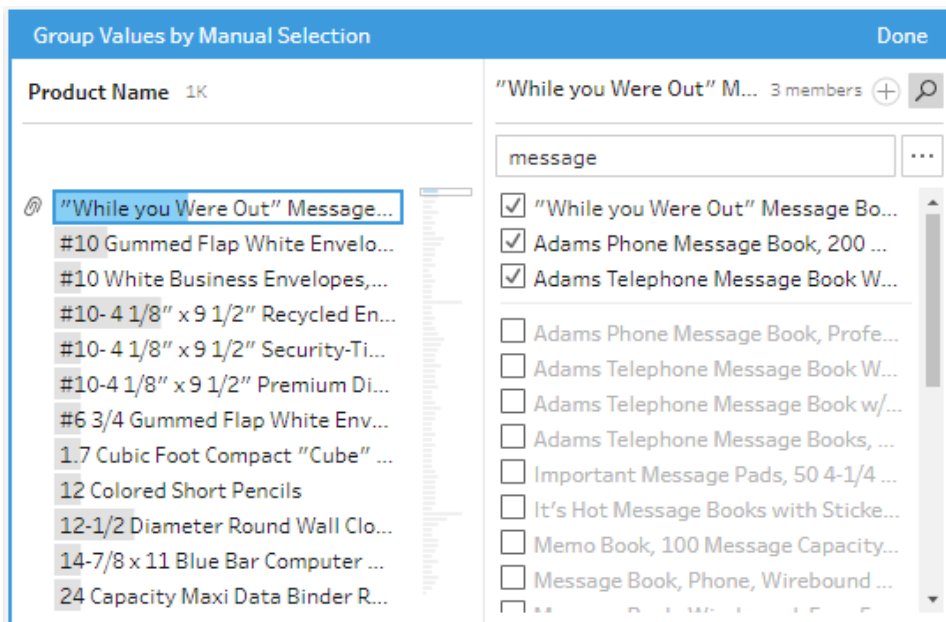 Group Values by Manual Selection
Done
Product Name 1K
"While you Were Out" M... 3 members
message
...
"While you Were Out" Message...
#10 Gummed Flap White Envelo...
#10 White Business Envelopes,...
#10- 4 1/8" x 9 1/2" Recycled En...
#10- 4 1/8" x 9 1/2" Security-Ti...
#10-4 1/8" x 9 1/2" Premium Di...
#6 3/4 Gummed Flap White Env...
1.7 Cubic Foot Compact "Cube" ...
12 Colored Short Pencils
12-1/2 Diameter Round Wall Clo...
14-7/8 x 11 Blue Bar Computer ...
24 Capacity Maxi Data Binder R...
"While you Were Out" Message Bo...
Adams Phone Message Book, 200 ...
Adams Telephone Message Book W...
Adams Phone Message Book, Profe...
Adams Telephone Message Book W...
Adams Telephone Message Book w/...
Adams Telephone Message Books, ...
Important Message Pads, 50 4-1/4 ...
It's Hot Message Books with Sticke...
Memo Book, 100 Message Capacity...
Message Book, Phone, Wirebound ...